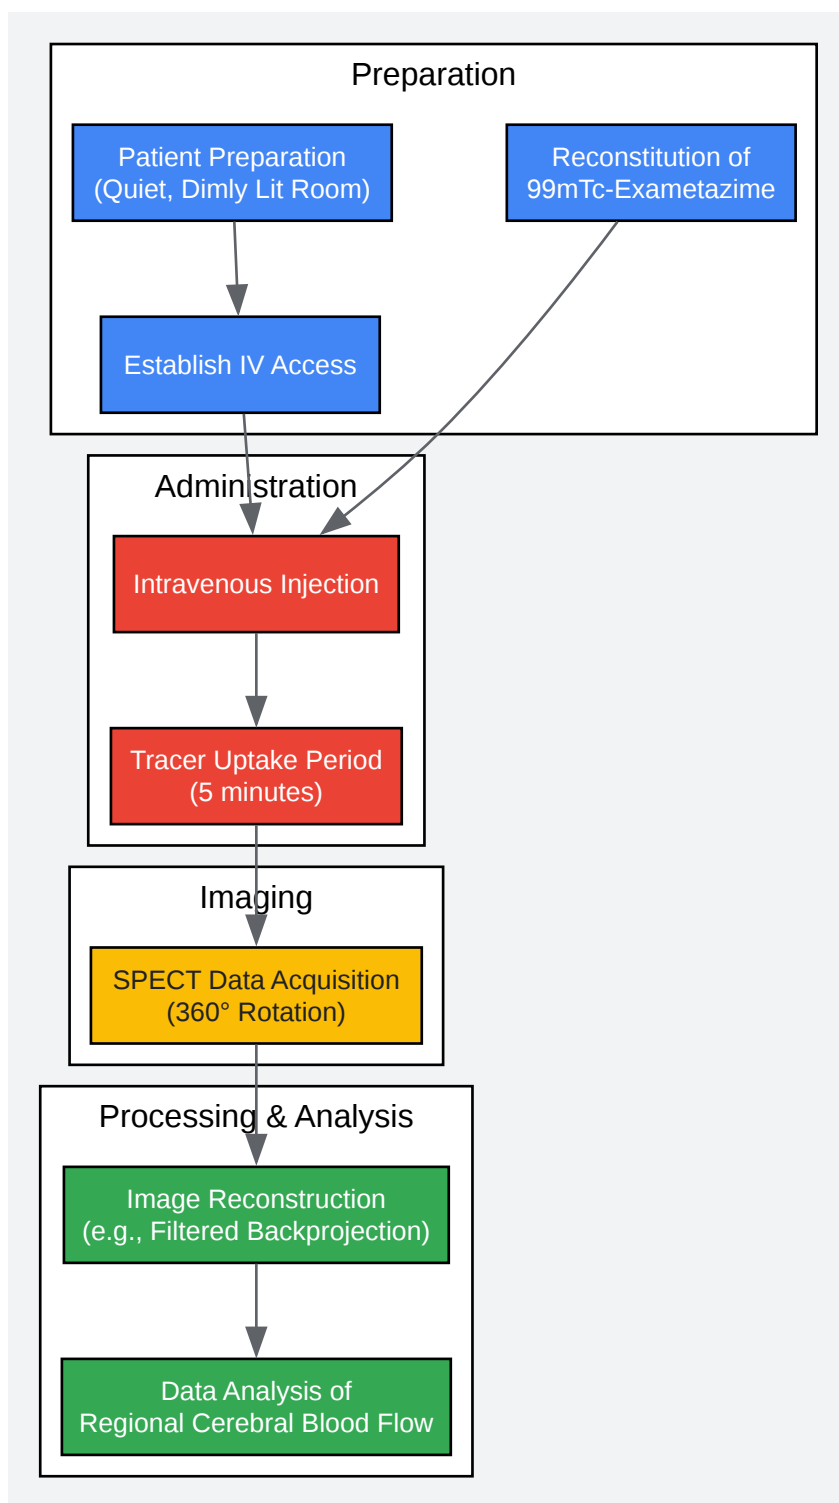 Preparation
Patient Preparation
(Quiet, Dimly Lit Room)
Reconstitution of
99mTc-Exametazime
Establish IV Access
Administration
Intravenous Injection
Tracer Uptake Period
(5 minutes)
Imaging
SPECT Data Acquisition
(360° Rotation)
Processing & Analysis
Image Reconstruction
(e.g., Filtered Backprojection)
Data Analysis of
Regional Cerebral Blood Flow